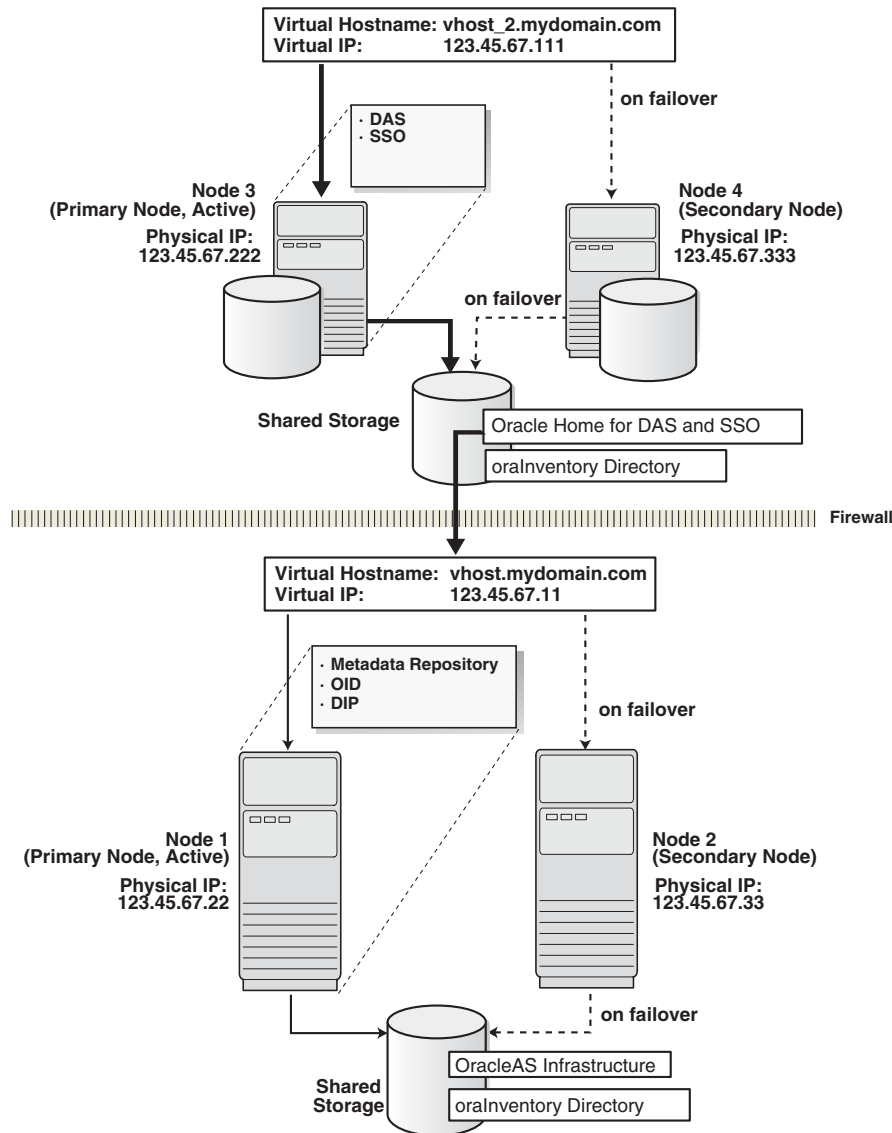 Virtual Hostname: vhost_2.mydomain.com
Virtual IP: 123.45.67.111
on failover
· DAS
· SSO
Node 3
(Primary Node, Active)
Physical IP:
123.45.67.222
Node 4
(Secondary Node)
Physical IP:
123.45.67.333
on failover
Shared Storage
Oracle Home for DAS and SSO
oraInventory Directory
Firewall
Virtual Hostname: vhost.mydomain.com
Virtual IP: 123.45.67.11
· Metadata Repository
· OID
· DIP
on failover
Node 1
(Primary Node, Active)
Physical IP:
123.45.67.22
Node 2
(Secondary Node)
Physical IP:
123.45.67.33
on failover
Shared
Storage
OracleAS Infrastructure
oraInventory Directory